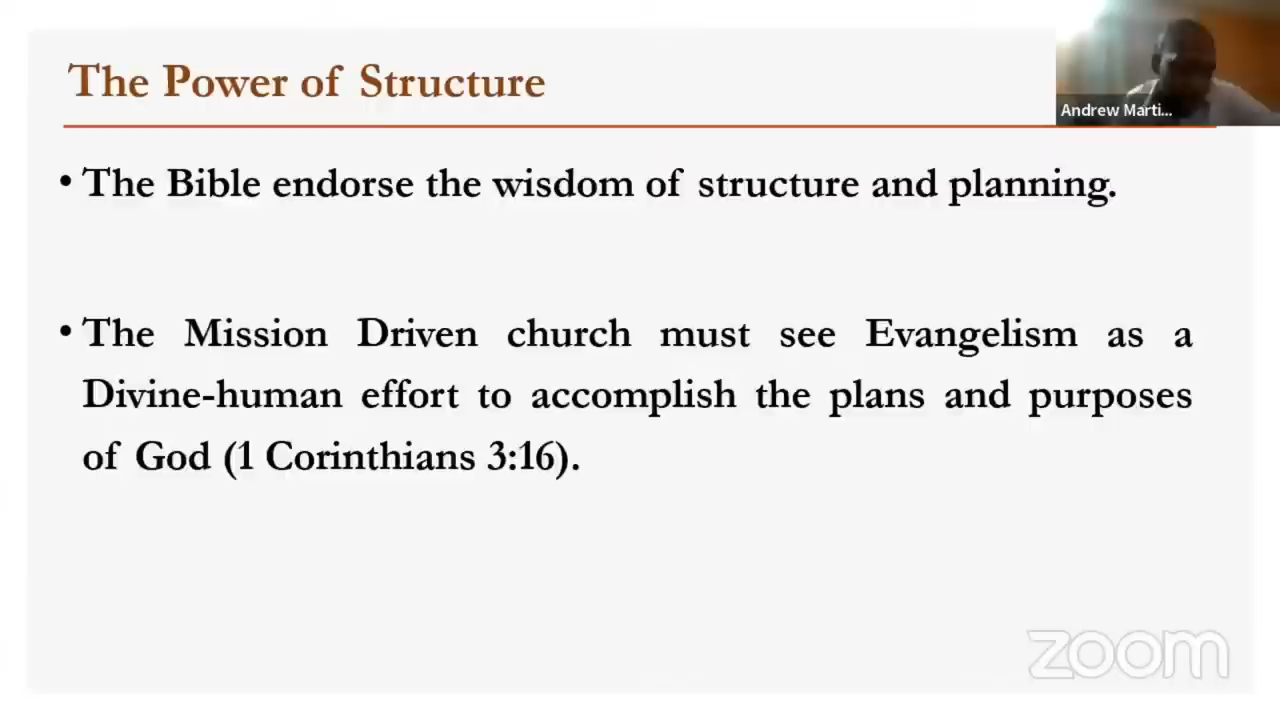 The Power of Structure
Andrew Marti...
• The Bible endorse the wisdom of structure and planning.
• The Mission Driven church must see Evangelism as a
Divine-human effort to accomplish the plans and purposes
of God (1 Corinthians 3:16).
zoom